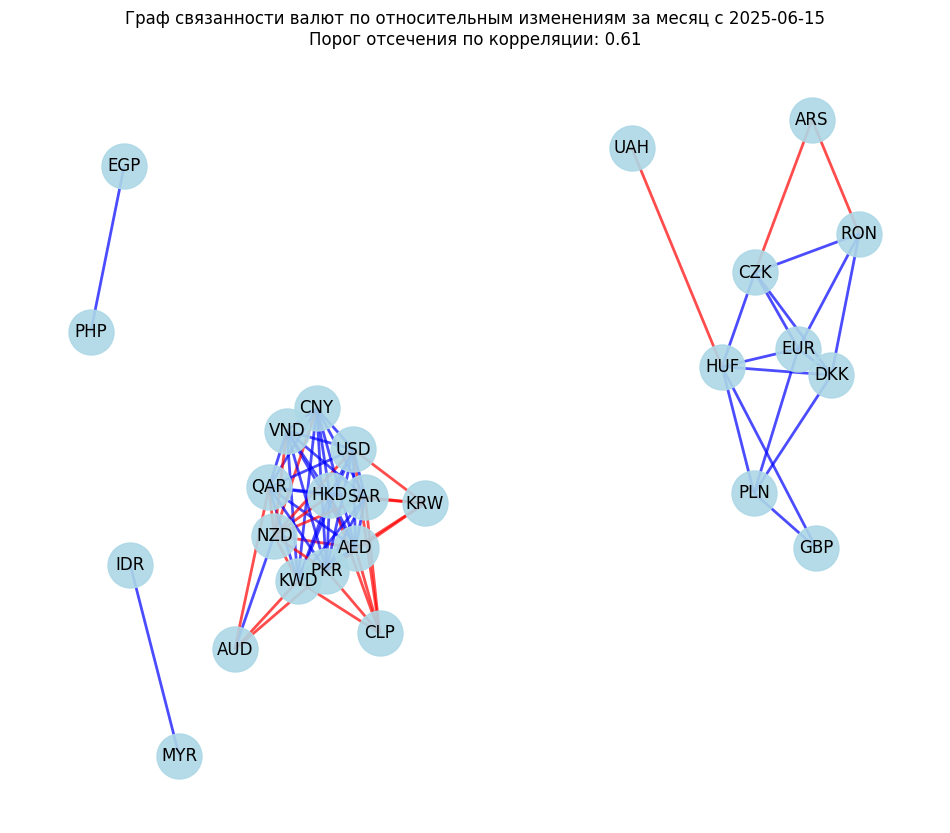 Граф связанности валют по относительным изменениям за месяц с 2025-06-15
Порог отсечения по корреляции: 0.61
ARS
UAH
EGP
RON
CZK
PHP
EUR
HUF
DKK
CNY
VND
USD
QAR
HKD
SAR
KRW
PLN
NZD
AED
GBP
IDR
PKR
KWD
CLP
AUD
MYR